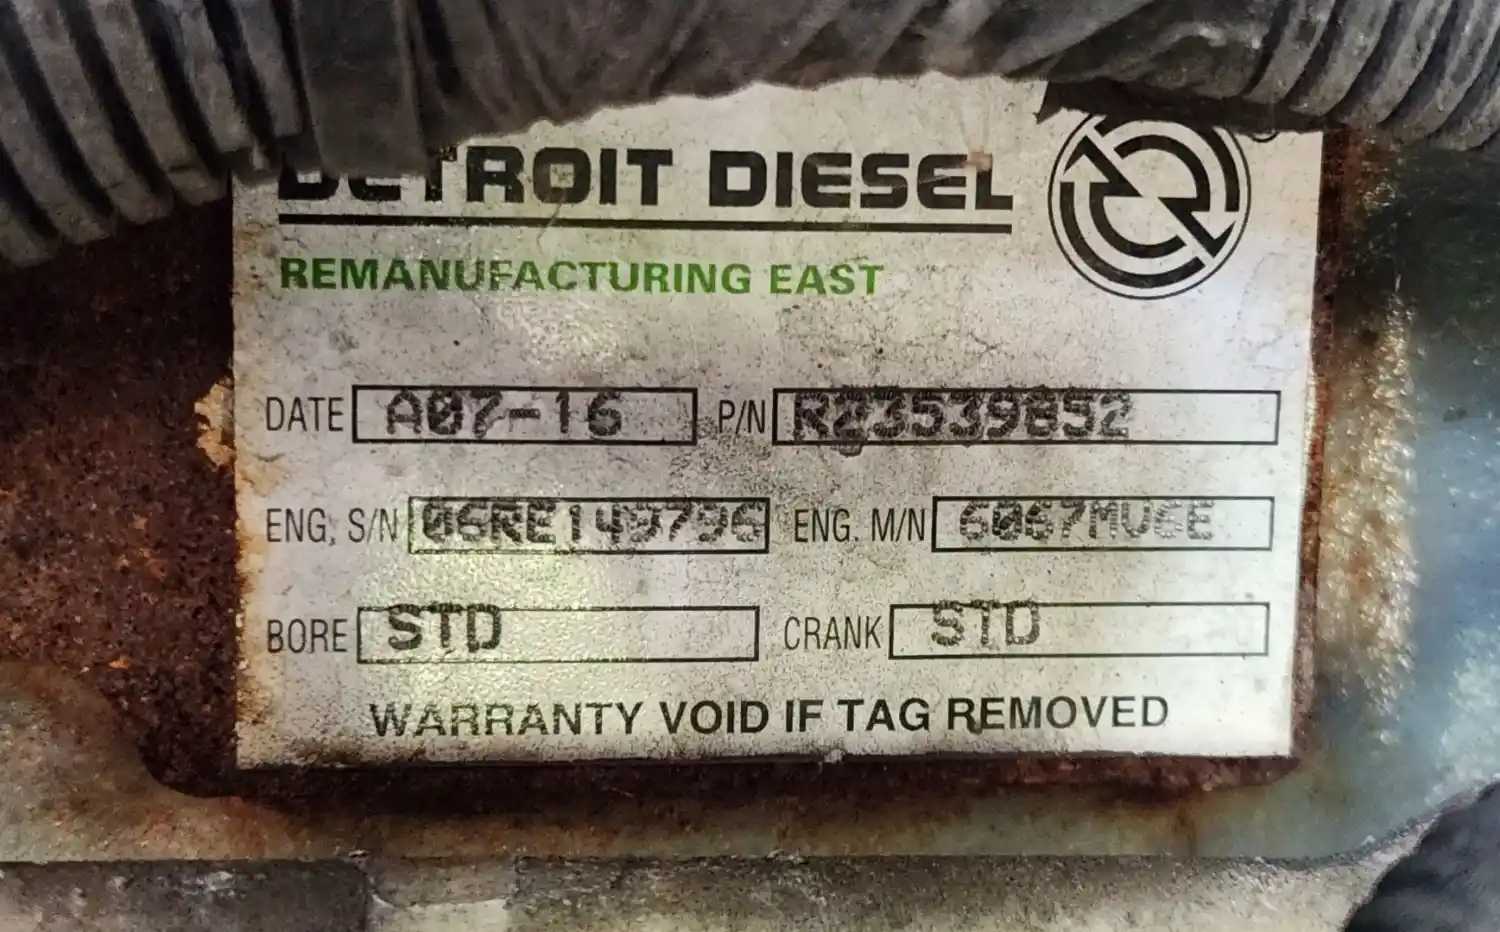 DETROIT DIESEL
REMANUFACTURING EAST
DATE A07-16 P/N R23539852
ENG, S/N 06RE149796 ENG. M/N 6067MV6E
BORE STD CRANK STD
WARRANTY VOID IF TAG REMOVED